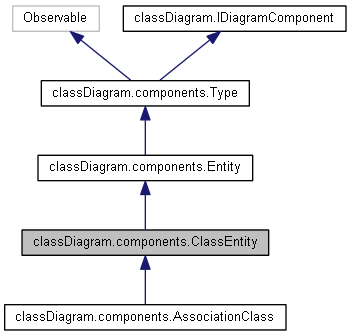 Observable
classDiagram.IDiagramComponent
classDiagram.components.Type
classDiagram.components.Entity
classDiagram.components.ClassEntity
classDiagram.components.AssociationClass